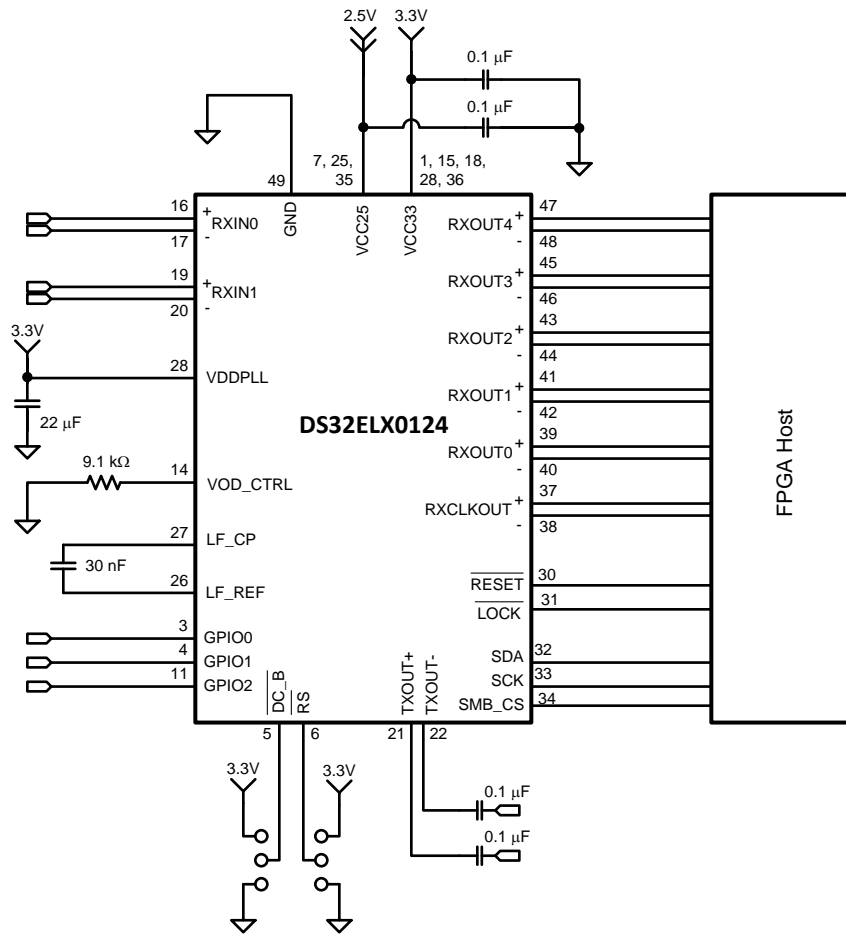 2.5V 3.3V
0.1 µF
0.1 µF
7, 25,
35
1, 15, 18,
28, 36
49
GND
VCC25
VCC33
16
+
RXIN0
-
17
19
+
RXIN1
-
20
3.3V
28
VDDPLL
22 µF
9.1 kΩ
14
VOD_CTRL
27
LF_CP
30 nF
26
LF_REF
3
GPIO0
4
GPIO1
11
GPIO2
DS32ELX0124
47
RXOUT4 +
-
48
45
RXOUT3 +
-
46
43
RXOUT2 +
-
44
41
RXOUT1 +
-
42
39
RXOUT0 +
-
40
37
RXCLKOUT +
-
38
RESET
30
LOCK
31
SDA
32
SCK
33
SMB_CS
34
FPGA Host
DC_B
RS
TXOUT+
TXOUT-
5
6
21
22
3.3V
3.3V
0.1 µF
0.1 µF